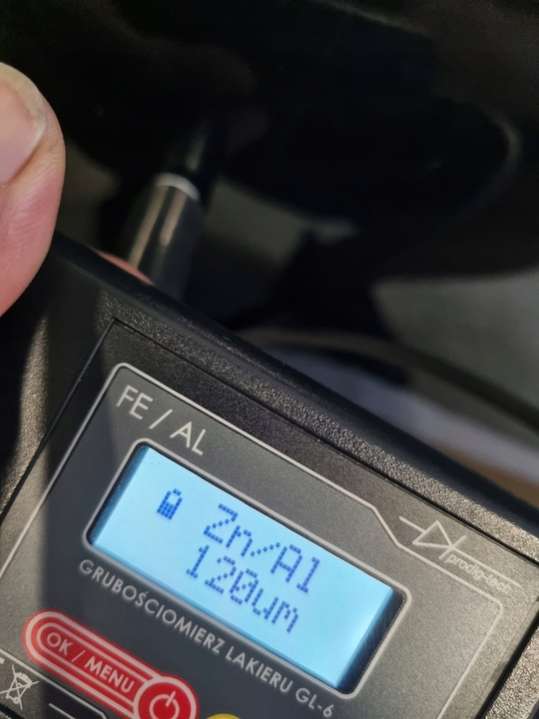 FE / AL
Zn/Al
120um
prodig-tech
GRUBOŚCIOMIERZ LAKIERU GL-6
OK / MENU